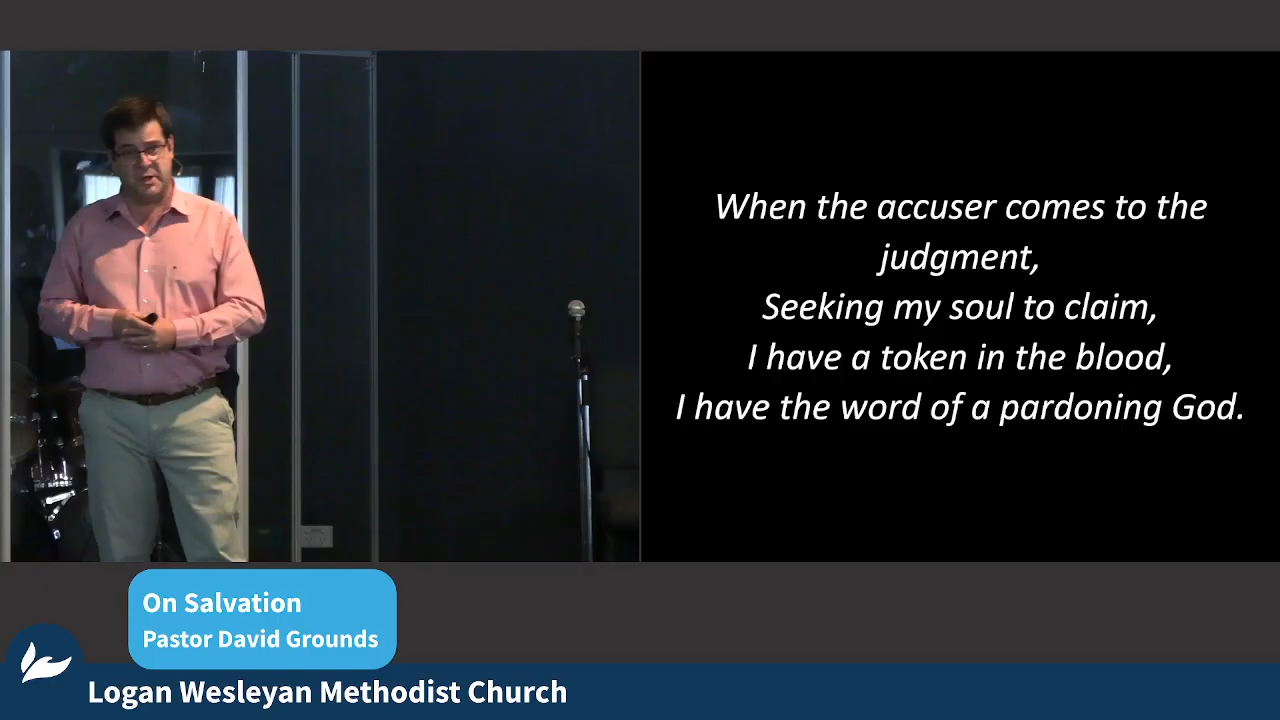 When the accuser comes to the
judgment,
Seeking my soul to claim,
I have a token in the blood,
I have the word of a pardoning God.
On Salvation
Pastor David Grounds
Logan Wesleyan Methodist Church